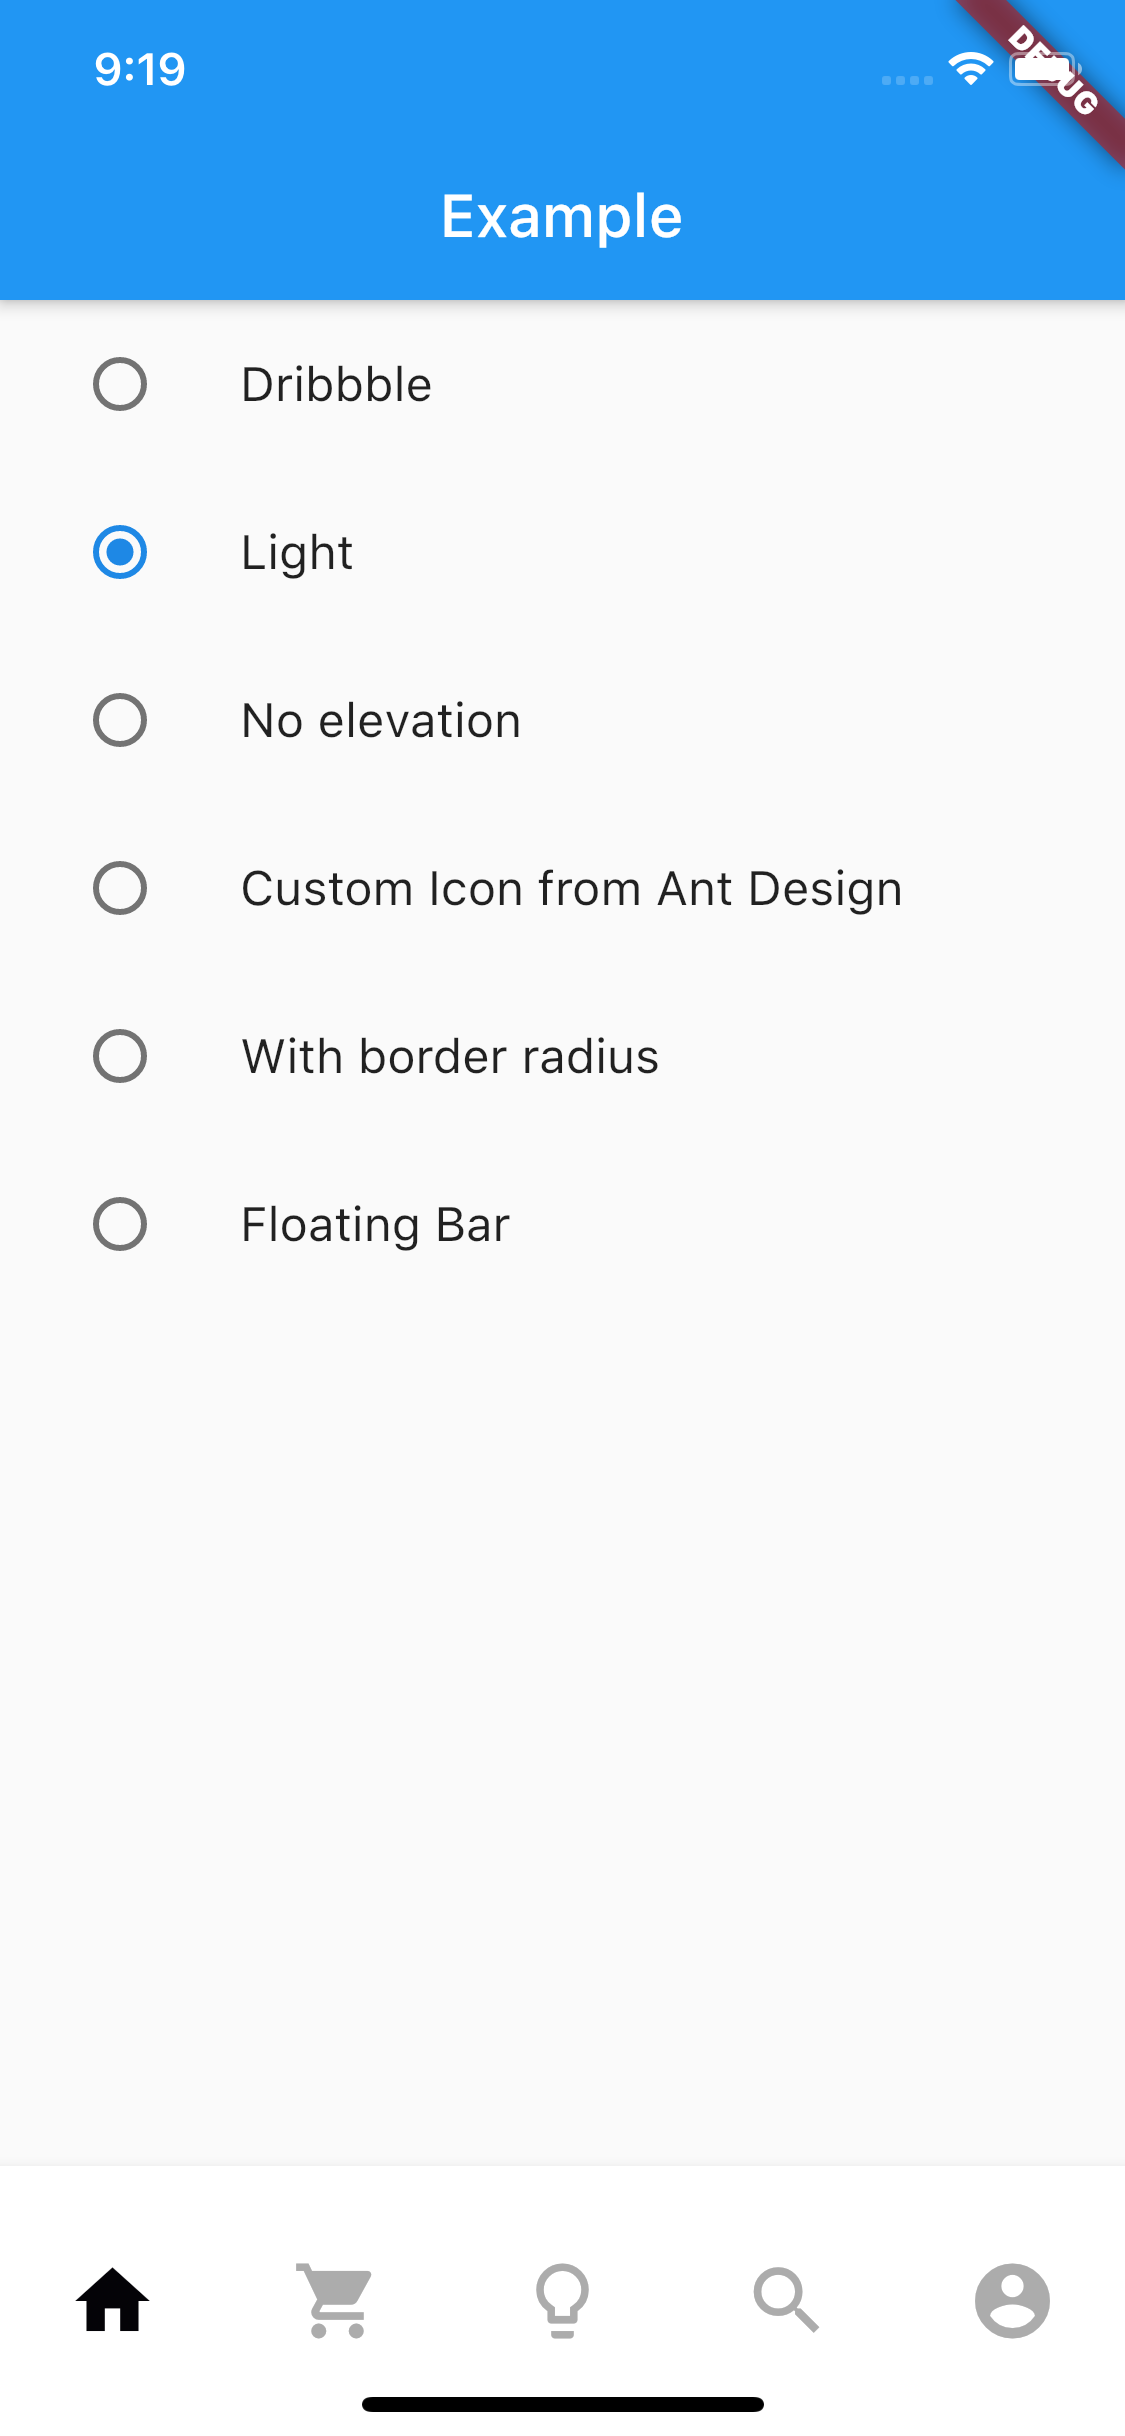 9:19
DEBUG
Example
Dribbble
Light
No elevation
Custom Icon from Ant Design
With border radius
Floating Bar